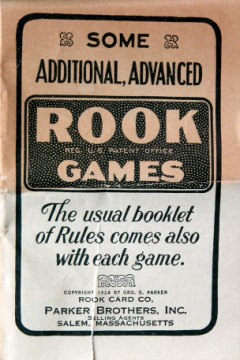 SOME
ADDITIONAL, ADVANCED
ROOK
REG. U.S. PATENT OFFICE
GAMES
The usual booklet
of Rules comes also
with each game.
COPYRIGHT 1924 BY GEO. S. PARKER
ROOK CARD CO.
PARKER BROTHERS, INC.
SELLING AGENTS
SALEM, MASSACHUSETTS